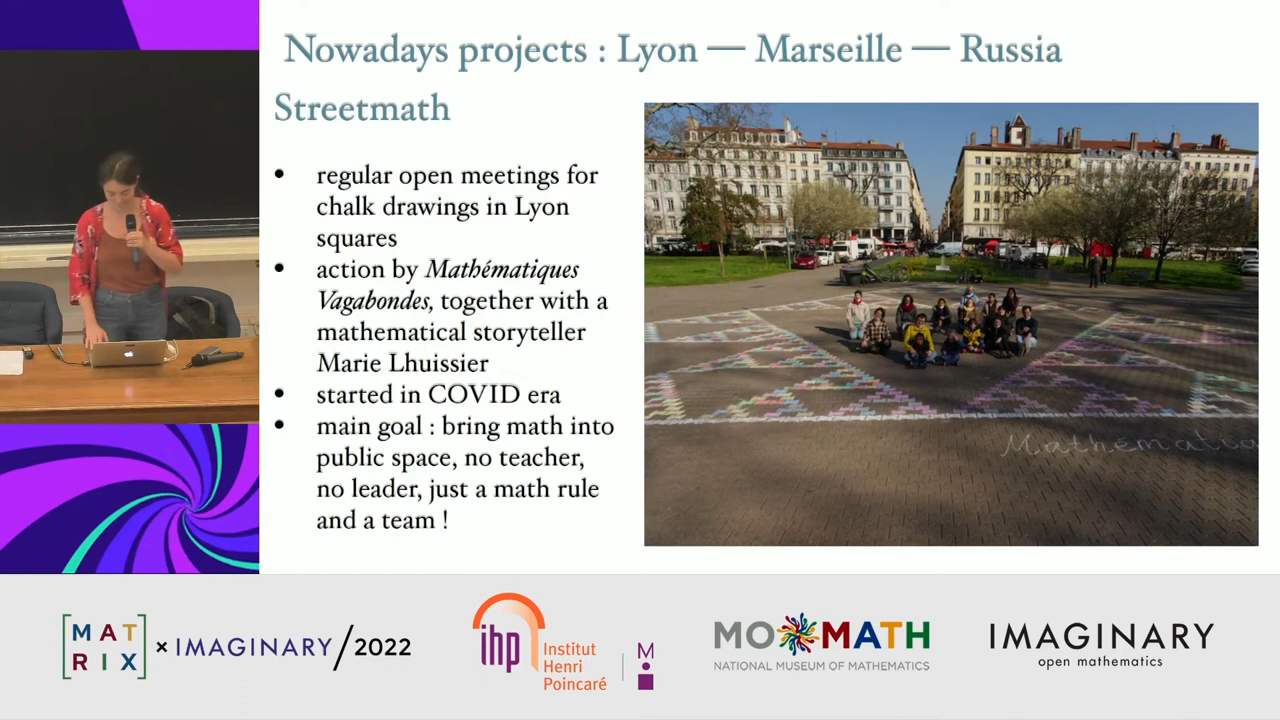 Nowadays projects : Lyon — Marseille — Russia
Streetmath
• regular open meetings for
chalk drawings in Lyon
squares
• action by Mathématiques
Vagabondes, together with a
mathematical storyteller
Marie Lhuissier
• started in COVID era
• main goal : bring math into
public space, no teacher,
no leader, just a math rule
and a team !
Mathématiq
[MAT
RIX] × IMAGINARY / 2022
ihp Institut
Henri
Poincaré
M
MOMATH
NATIONAL MUSEUM OF MATHEMATICS
IMAGINARY
open mathematics